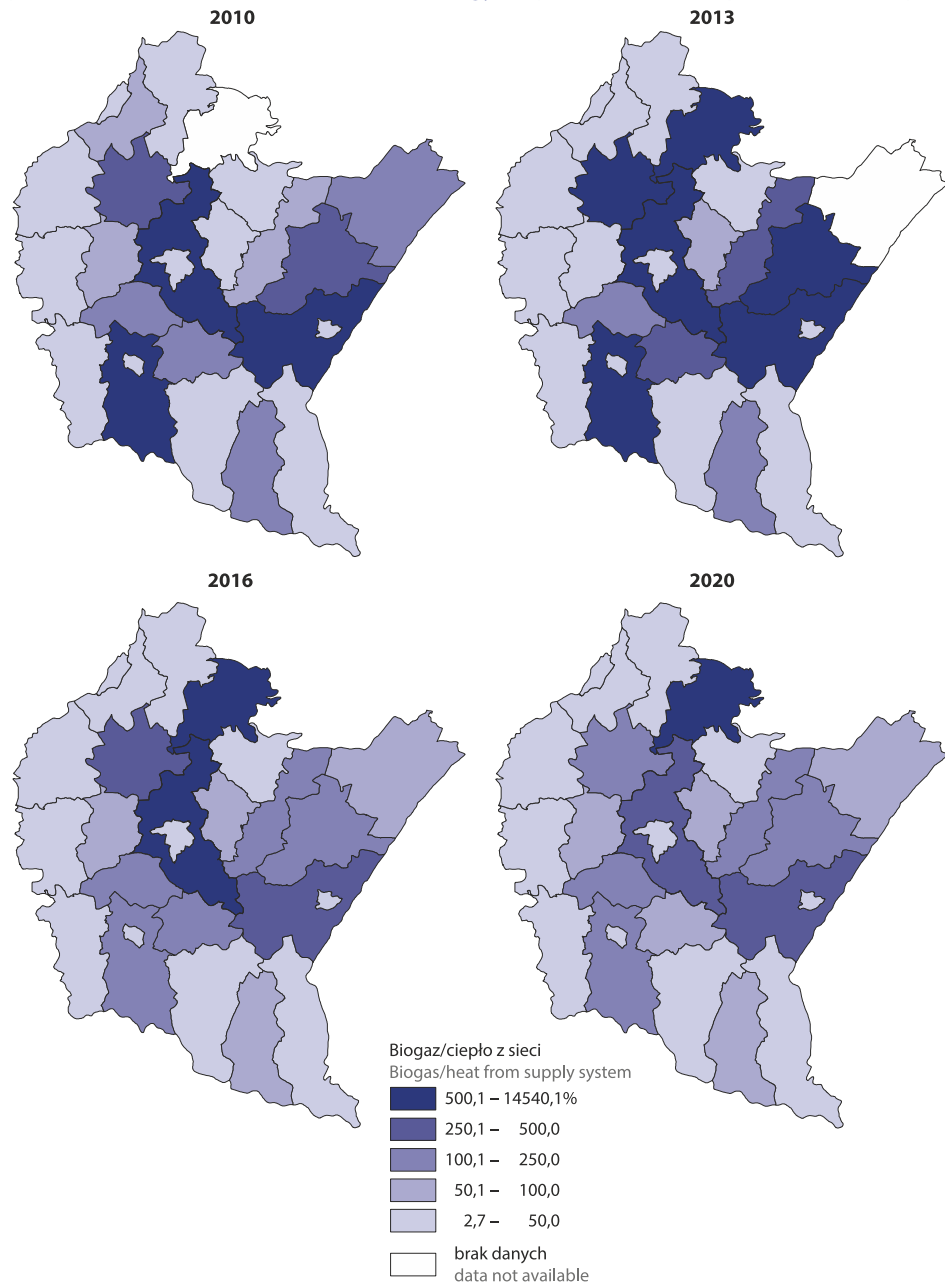 2010
2013
2016
2020
Biogaz/ciepło z sieci
Biogas/heat from supply system
500,1 – 14540,1%
250,1 – 500,0
100,1 – 250,0
50,1 – 100,0
2,7 – 50,0
brak danych
data not available